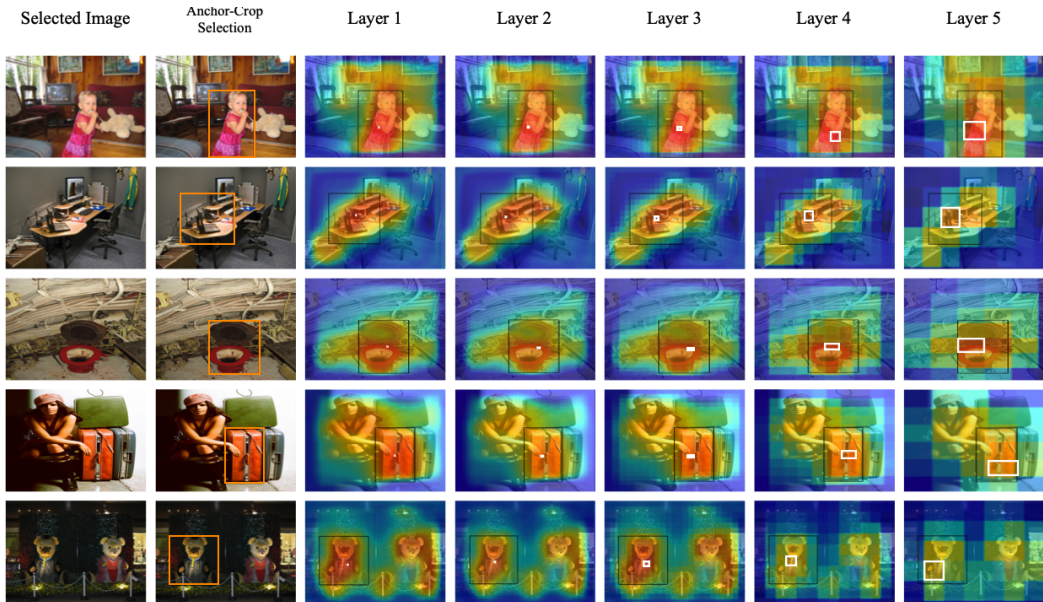 Selected Image
Anchor-Crop
Selection
Layer 1
Layer 2
Layer 3
Layer 4
Layer 5